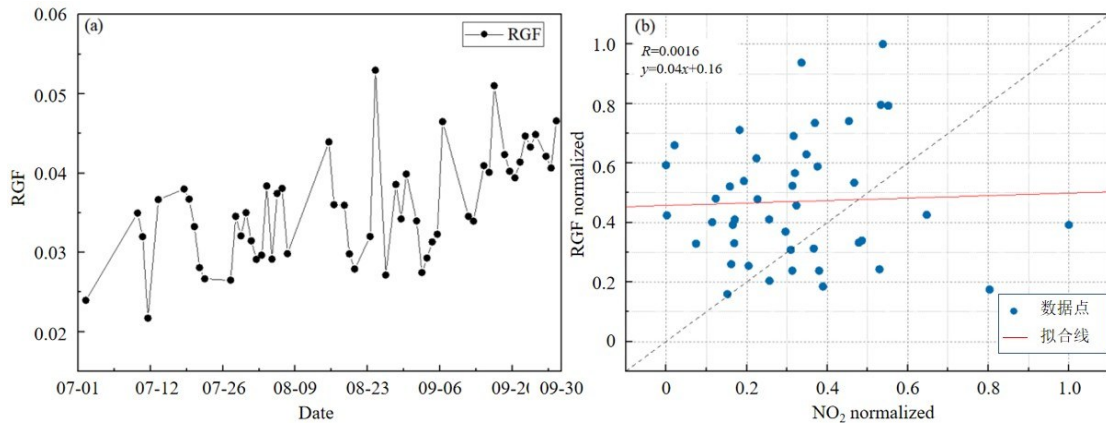 (a)
RGF
0.06
0.05
0.04
0.03
0.02
RGF
07-01 07-12 07-26 08-09 08-23 09-06 09-20 09-30
Date
(b)
R=0.0016
y=0.04x+0.16
1.0
0.8
0.6
0.4
0.2
0
RGF normalized
数据点
拟合线
0 0.2 0.4 0.6 0.8 1.0
NO₂ normalized